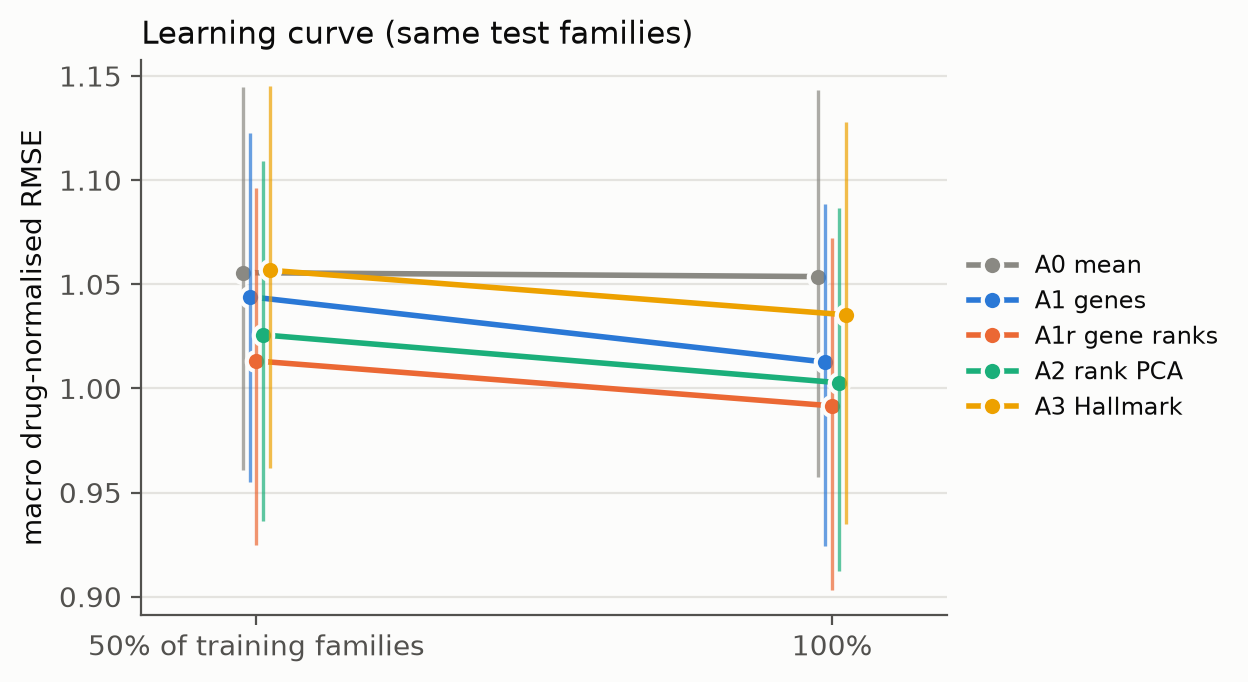 Learning curve (same test families)
macro drug-normalised RMSE
1.15
1.10
1.05
1.00
0.95
0.90
50% of training families
100%
A0 mean
A1 genes
A1r gene ranks
A2 rank PCA
A3 Hallmark